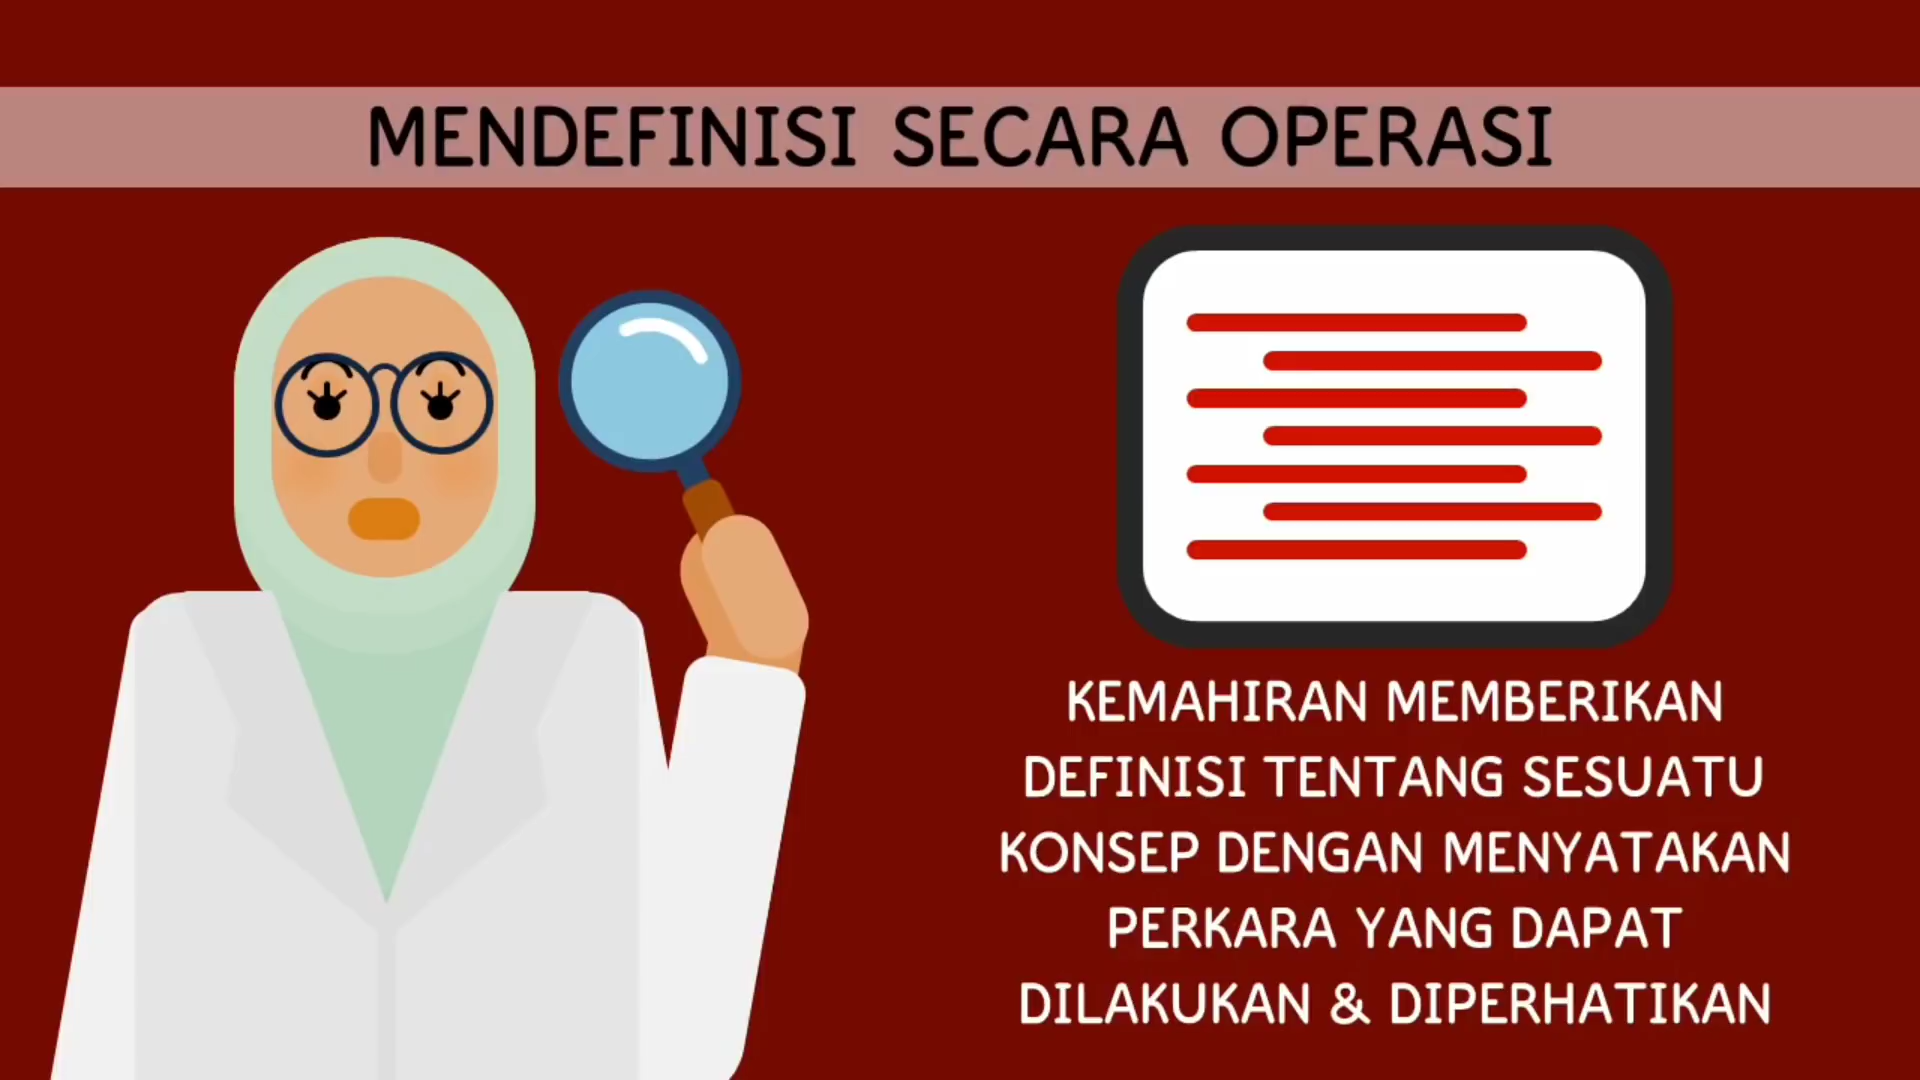 MENDEFINISI SECARA OPERASI
KEMAHIRAN MEMBERIKAN
DEFINISI TENTANG SESUATU
KONSEP DENGAN MENYATAKAN
PERKARA YANG DAPAT
DILAKUKAN & DIPERHATIKAN